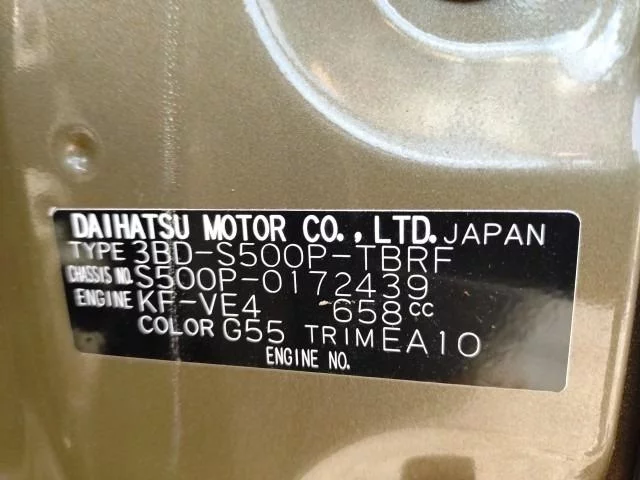 DAIHATSU MOTOR CO., LTD. JAPAN
TYPE 3BD-S500P-TBRF
CHASSIS NO. S500P-0172439
ENGINE KF-VE4 658cc
COLOR G55 TRIM EA10
ENGINE NO.